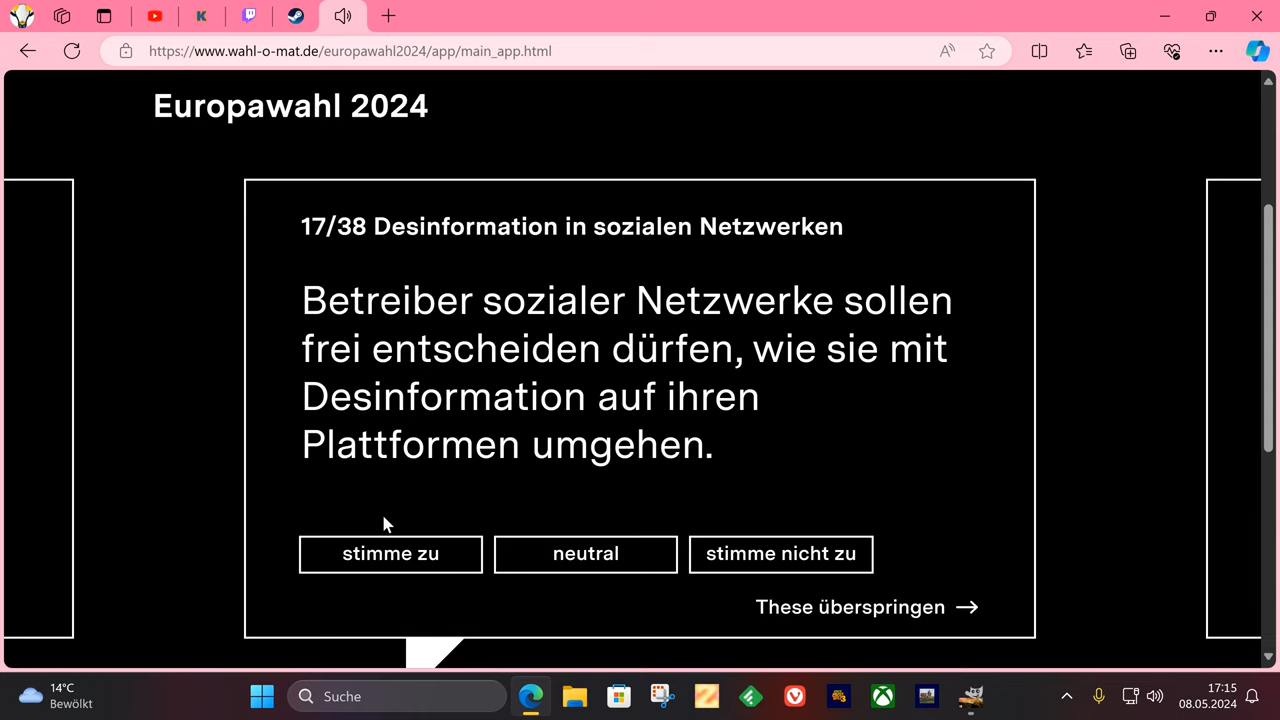 https://www.wahl-o-mat.de/europawahl2024/app/main_app.html
Europawahl 2024
17/38 Desinformation in sozialen Netzwerken
Betreiber sozialer Netzwerke sollen
frei entscheiden dürfen, wie sie mit
Desinformation auf ihren
Plattformen umgehen.
stimme zu
neutral
stimme nicht zu
These überspringen →
14°C
Bewölkt
Suche
17:15
08.05.2024